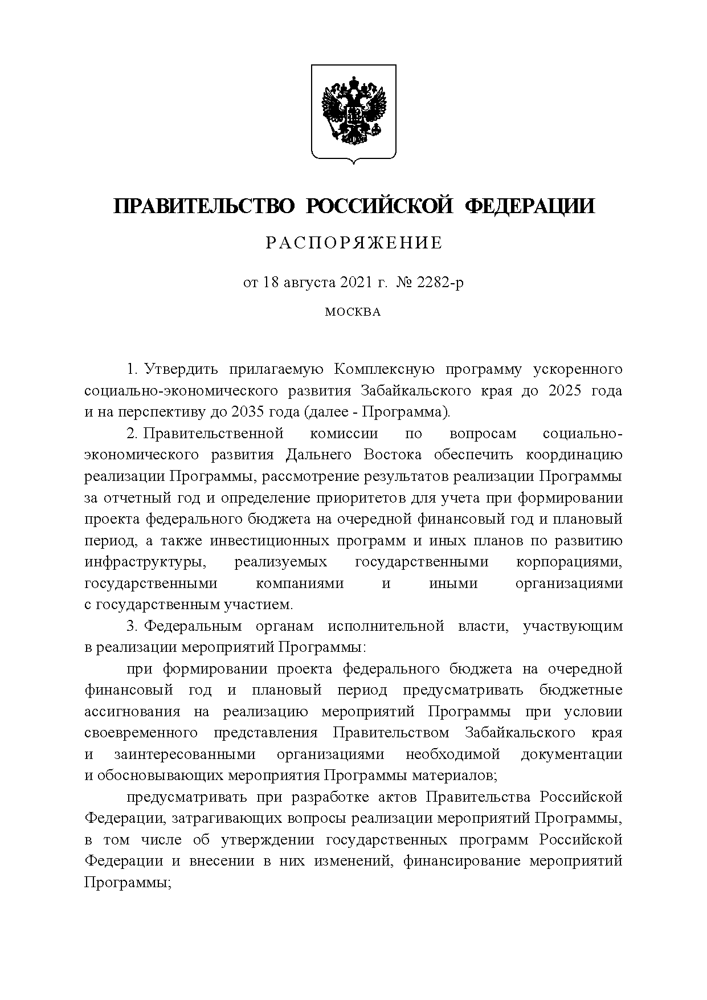 ПРАВИТЕЛЬСТВО РОССИЙСКОЙ ФЕДЕРАЦИИ
РАСПОРЯЖЕНИЕ
от 18 августа 2021 г. № 2282-р
МОСКВА
1. Утвердить прилагаемую Комплексную программу ускоренного
социально-экономического развития Забайкальского края до 2025 года
и на перспективу до 2035 года (далее - Программа).
2. Правительственной комиссии по вопросам социально-
экономического развития Дальнего Востока обеспечить координацию
реализации Программы, рассмотрение результатов реализации Программы
за отчетный год и определение приоритетов для учета при формировании
проекта федерального бюджета на очередной финансовый год и плановый
период, а также инвестиционных программ и иных планов по развитию
инфраструктуры, реализуемых государственными корпорациями,
государственными компаниями и иными организациями
с государственным участием.
3. Федеральным органам исполнительной власти, участвующим
в реализации мероприятий Программы:
при формировании проекта федерального бюджета на очередной
финансовый год и плановый период предусматривать бюджетные
ассигнования на реализацию мероприятий Программы при условии
своевременного представления Правительством Забайкальского края
и заинтересованными организациями необходимой документации
и обосновывающих мероприятия Программы материалов;
предусматривать при разработке актов Правительства Российской
Федерации, затрагивающих вопросы реализации мероприятий Программы,
в том числе об утверждении государственных программ Российской
Федерации и внесении в них изменений, финансирование мероприятий
Программы;